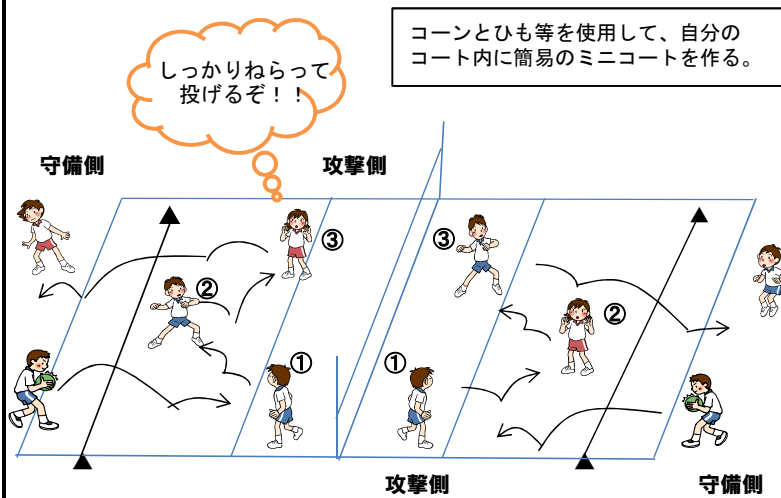 コーンとひも等を使用して、自分の
コート内に簡易のミニコートを作る。
しっかりねらって
投げるぞ！！
守備側
攻撃側
③
③
②
②
①
①
攻撃側
守備側